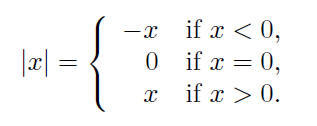 −x if x < 0,
|x| = { 0 if x = 0,
x if x > 0.